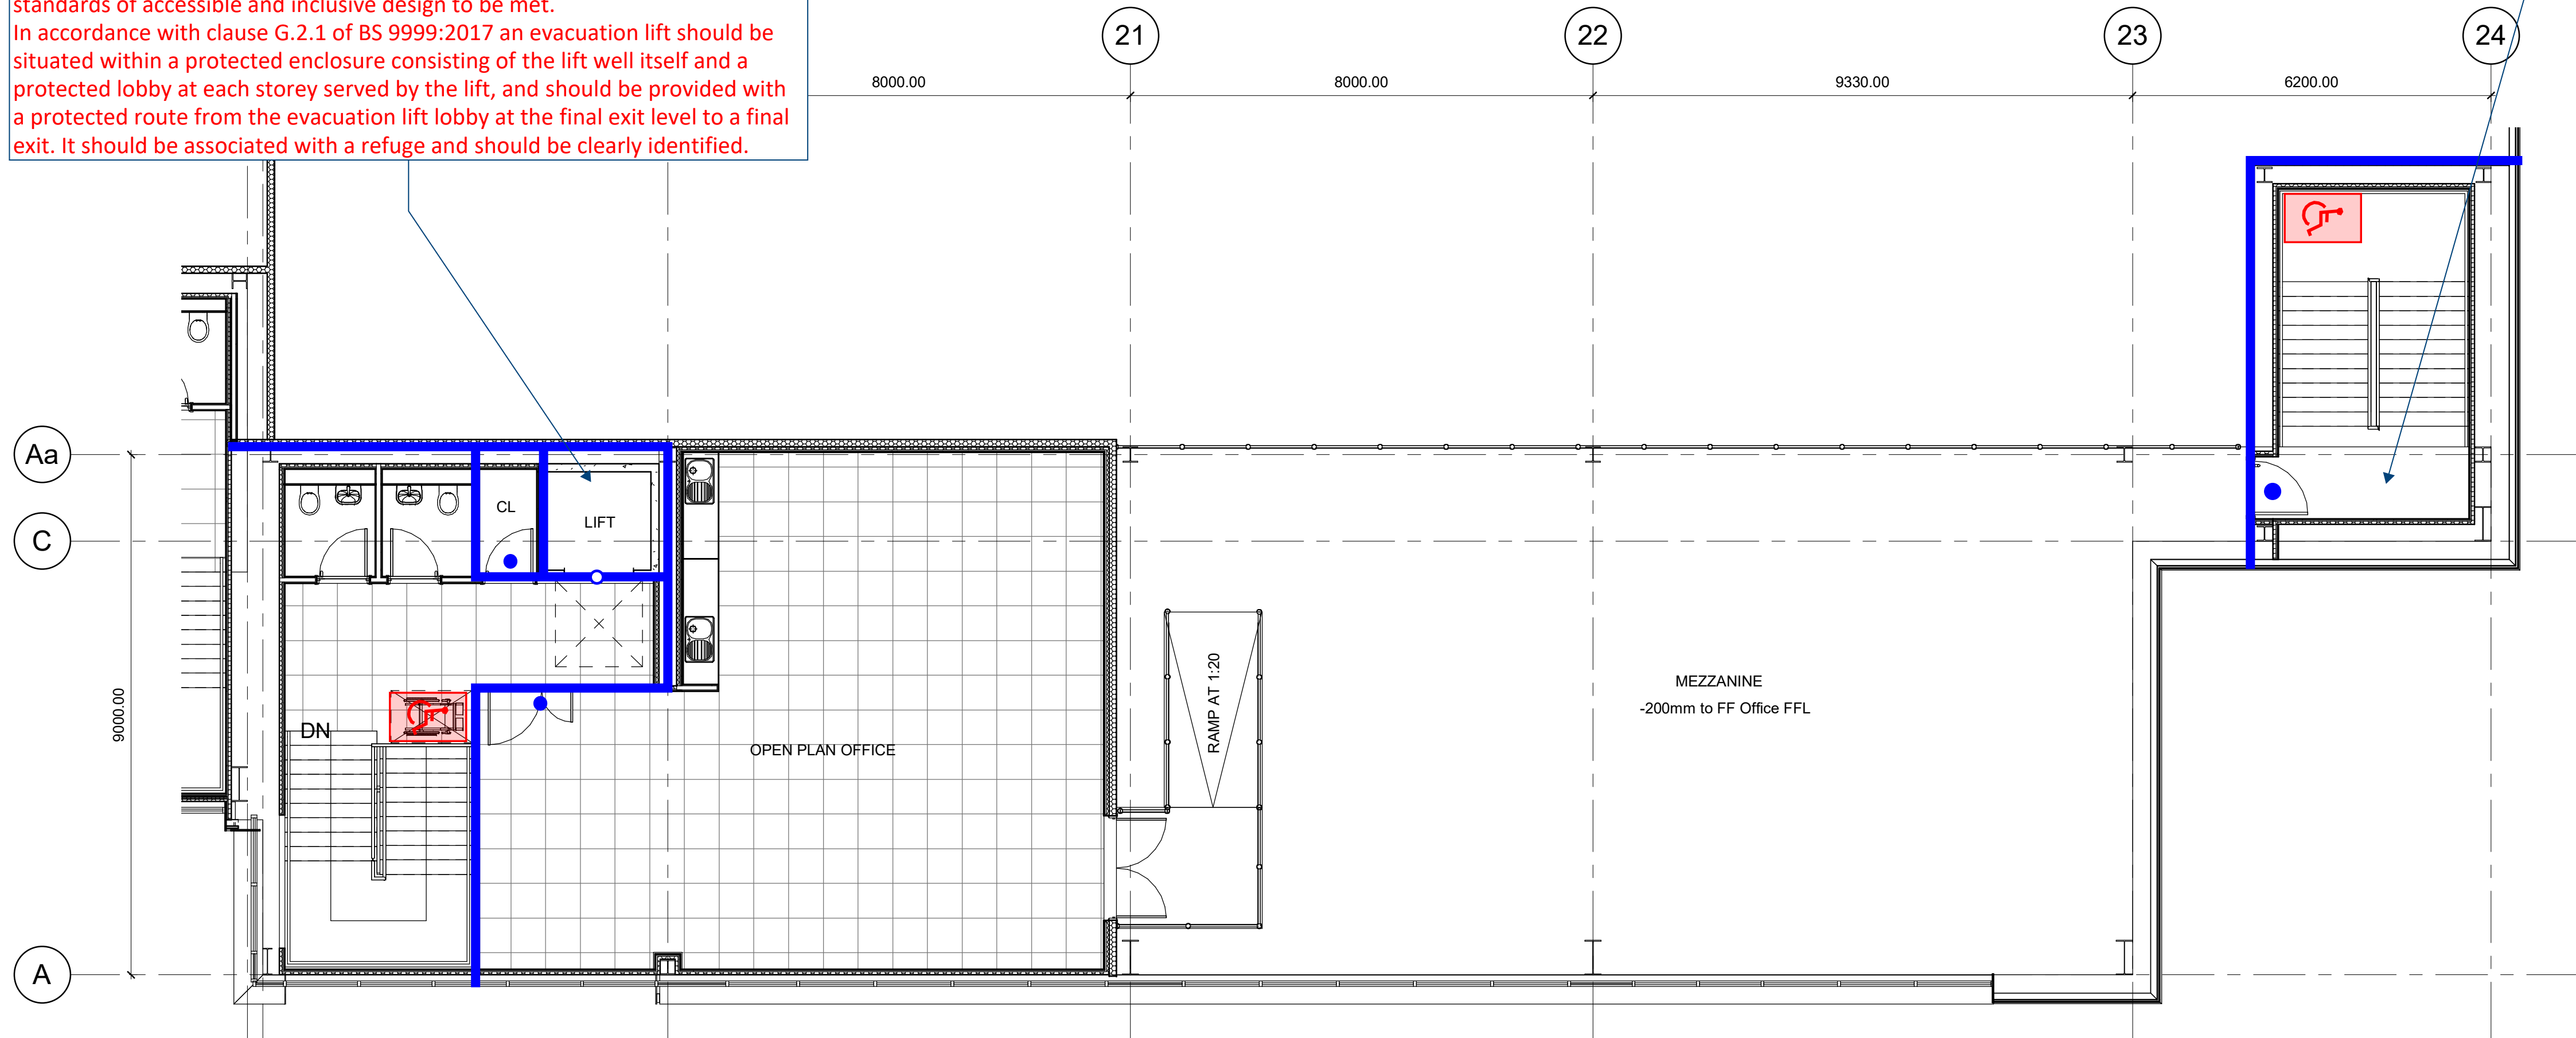 standards of accessible and inclusive design to be met.
In accordance with clause G.2.1 of BS 9999:2017 an evacuation lift should be
situated within a protected enclosure consisting of the lift well itself and a
protected lobby at each storey served by the lift, and should be provided with
a protected route from the evacuation lift lobby at the final exit level to a final
exit. It should be associated with a refuge and should be clearly identified.
21
22
23
24
8000.00
8000.00
9330.00
6200.00
Aa
C
A
9000.00
CL
LIFT
DN
OPEN PLAN OFFICE
RAMP AT 1:20
MEZZANINE
-200mm to FF Office FFL